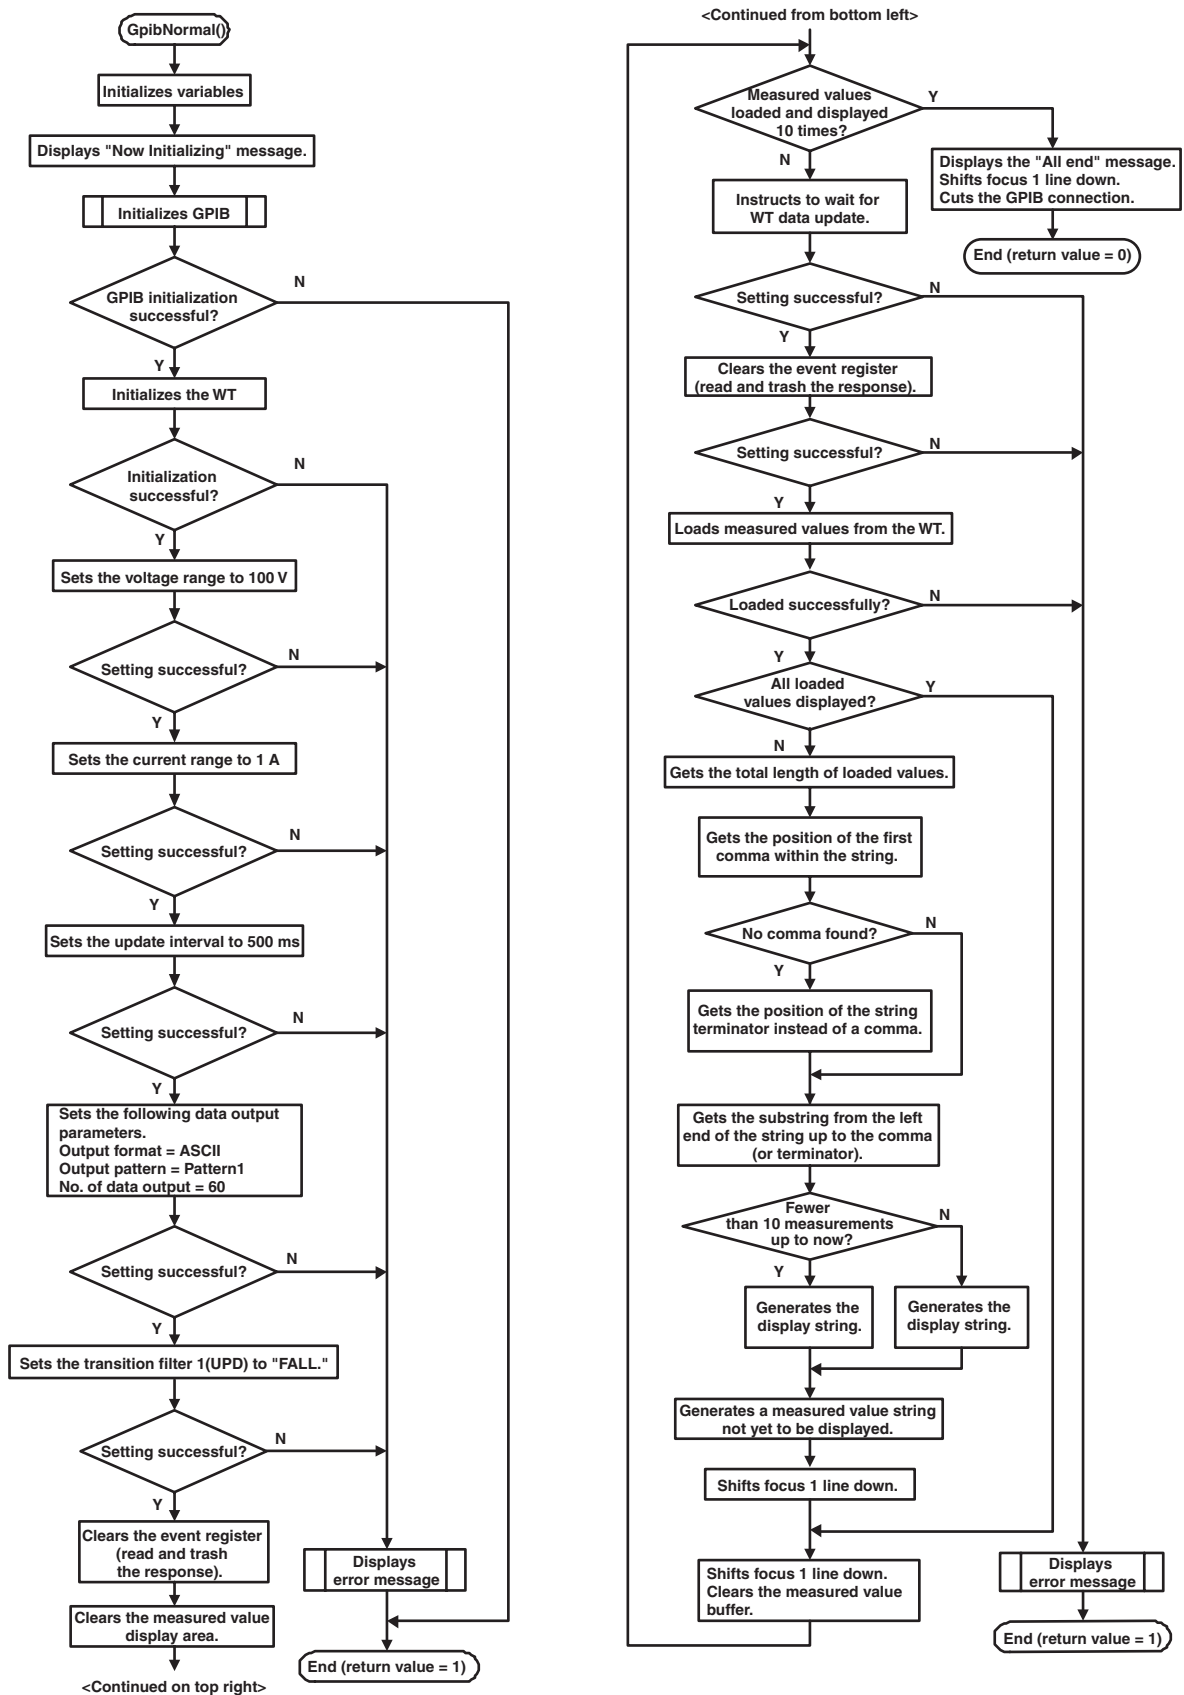 GpibNormal()
Initializes variables
Displays "Now Initializing" message.
Initializes GPIB
GPIB initialization
successful?
N
Y
Initializes the WT
Initialization
successful?
N
Y
Sets the voltage range to 100 V
Setting successful?
N
Y
Sets the current range to 1 A
Setting successful?
N
Y
Sets the update interval to 500 ms
Setting successful?
N
Y
Sets the following data output
parameters.
Output format = ASCII
Output pattern = Pattern1
No. of data output = 60
Setting successful?
N
Y
Sets the transition filter 1(UPD) to "FALL."
Setting successful?
N
Y
Clears the event register
(read and trash
the response).
Clears the measured value
display area.
<Continued on top right>
Displays
error message
End (return value = 1)
<Continued from bottom left>
Measured values
loaded and displayed
10 times?
Y
N
Displays the "All end" message.
Shifts focus 1 line down.
Cuts the GPIB connection.
End (return value = 0)
Instructs to wait for
WT data update.
Setting successful?
N
Y
Clears the event register
(read and trash the response).
Setting successful?
N
Y
Loads measured values from the WT.
Loaded successfully?
N
Y
All loaded
values displayed?
Y
N
Gets the total length of loaded values.
Gets the position of the first
comma within the string.
No comma found?
N
Y
Gets the position of the string
terminator instead of a comma.
Gets the substring from the left
end of the string up to the comma
(or terminator).
Fewer
than 10 measurements
up to now?
N
Y
Generates the
display string.
Generates the
display string.
Generates a measured value string
not yet to be displayed.
Shifts focus 1 line down.
Shifts focus 1 line down.
Clears the measured value
buffer.
Displays
error message
End (return value = 1)